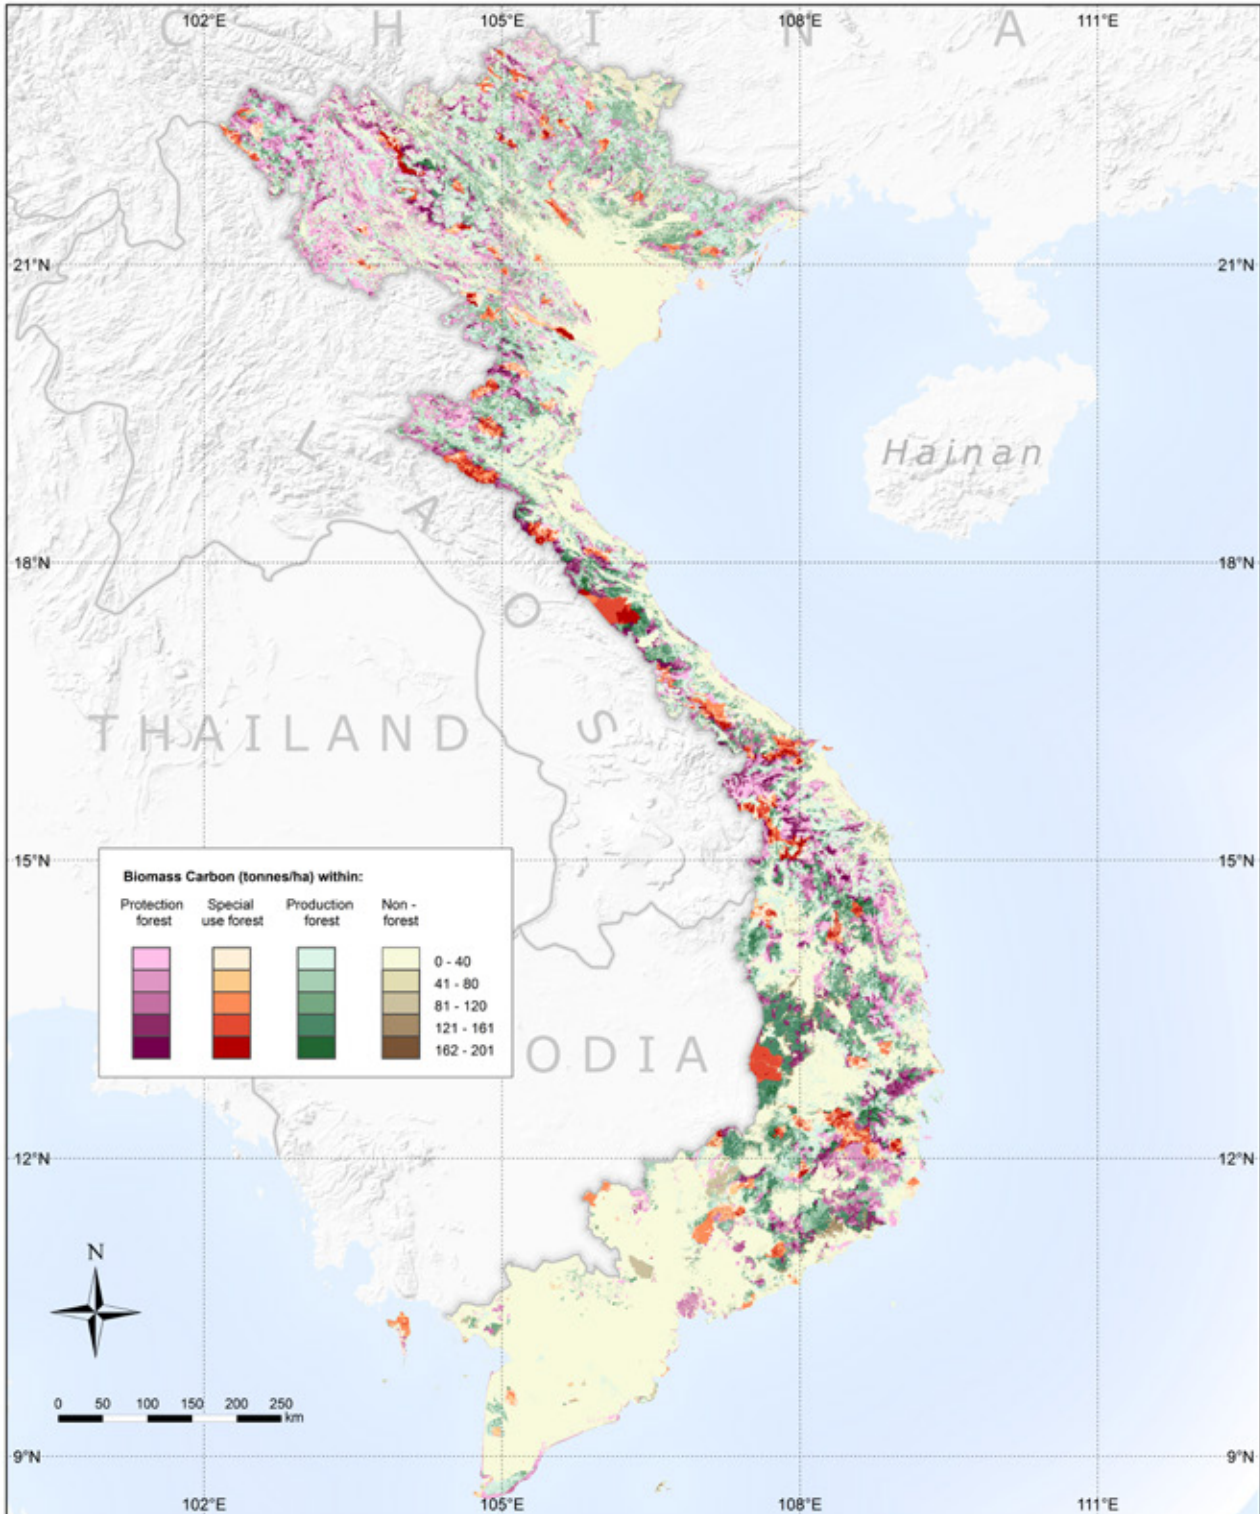 102°E 105°E 108°E 111°E
C H I N A
21°N 21°N
Hainan
L A O S
18°N 18°N
THAILAND
15°N 15°N
Biomass Carbon (tonnes/ha) within:
Protection forest
Special use forest
Production forest
Non - forest
0 - 40
41 - 80
81 - 120
121 - 161
162 - 201
ODIA
12°N 12°N
N
0 50 100 150 200 250
km
9°N 9°N
102°E 105°E 108°E 111°E